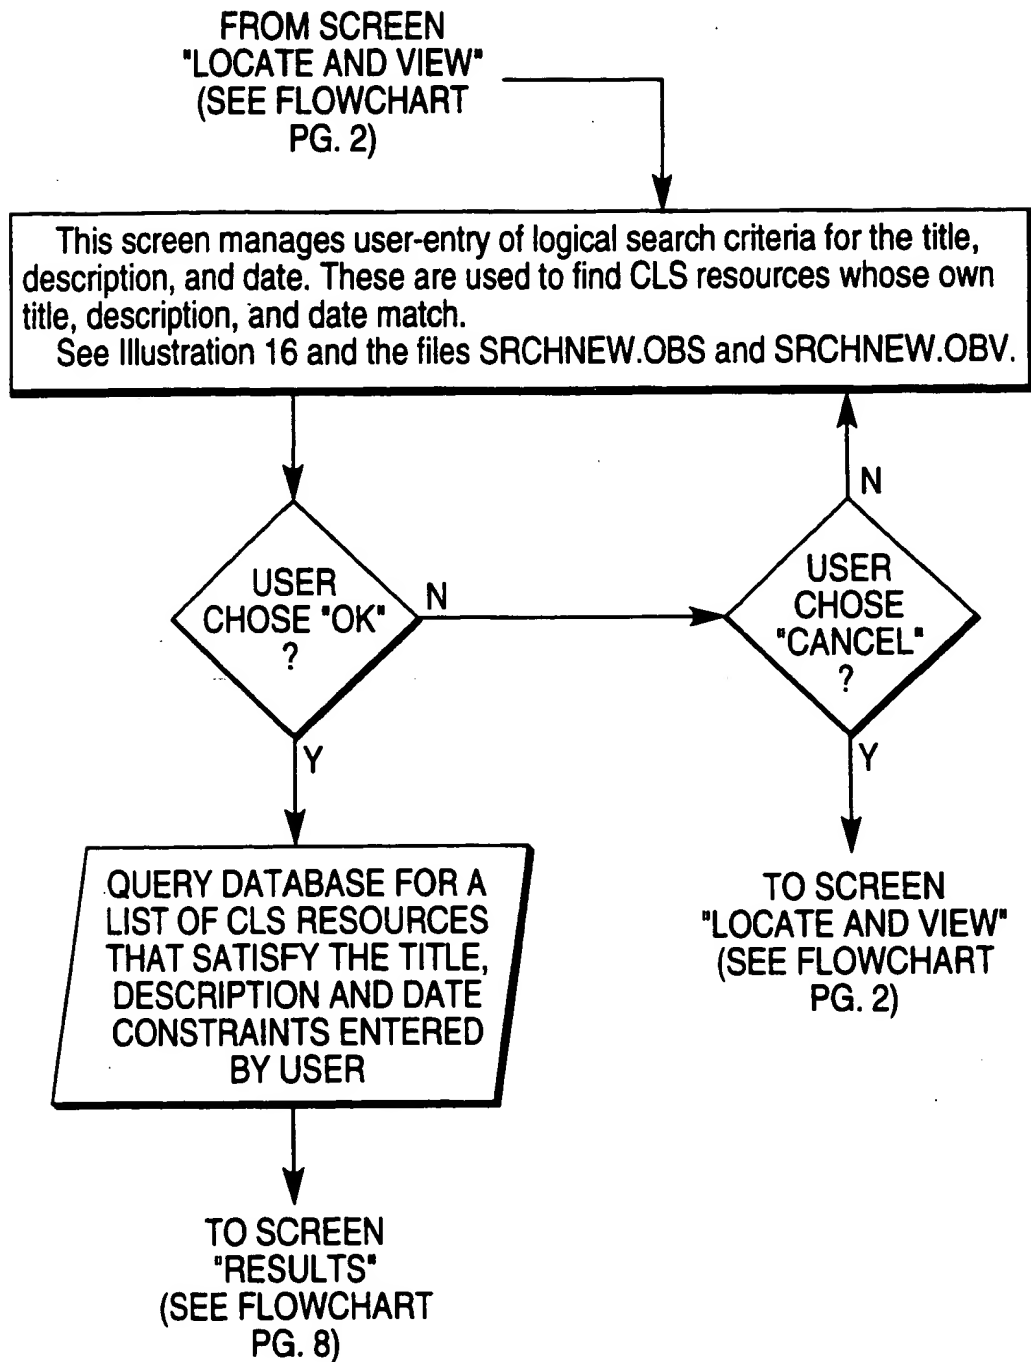 FROM SCREEN
"LOCATE AND VIEW"
(SEE FLOWCHART
PG. 2)
This screen manages user-entry of logical search criteria for the title,
description, and date. These are used to find CLS resources whose own
title, description, and date match.
See Illustration 16 and the files SRCHNEW.OBS and SRCHNEW.OBV.
USER
CHOSE "OK"
?
N
Y
USER
CHOSE
"CANCEL"
?
N
Y
QUERY DATABASE FOR A
LIST OF CLS RESOURCES
THAT SATISFY THE TITLE,
DESCRIPTION AND DATE
CONSTRAINTS ENTERED
BY USER
TO SCREEN
"LOCATE AND VIEW"
(SEE FLOWCHART
PG. 2)
TO SCREEN
"RESULTS"
(SEE FLOWCHART
PG. 8)